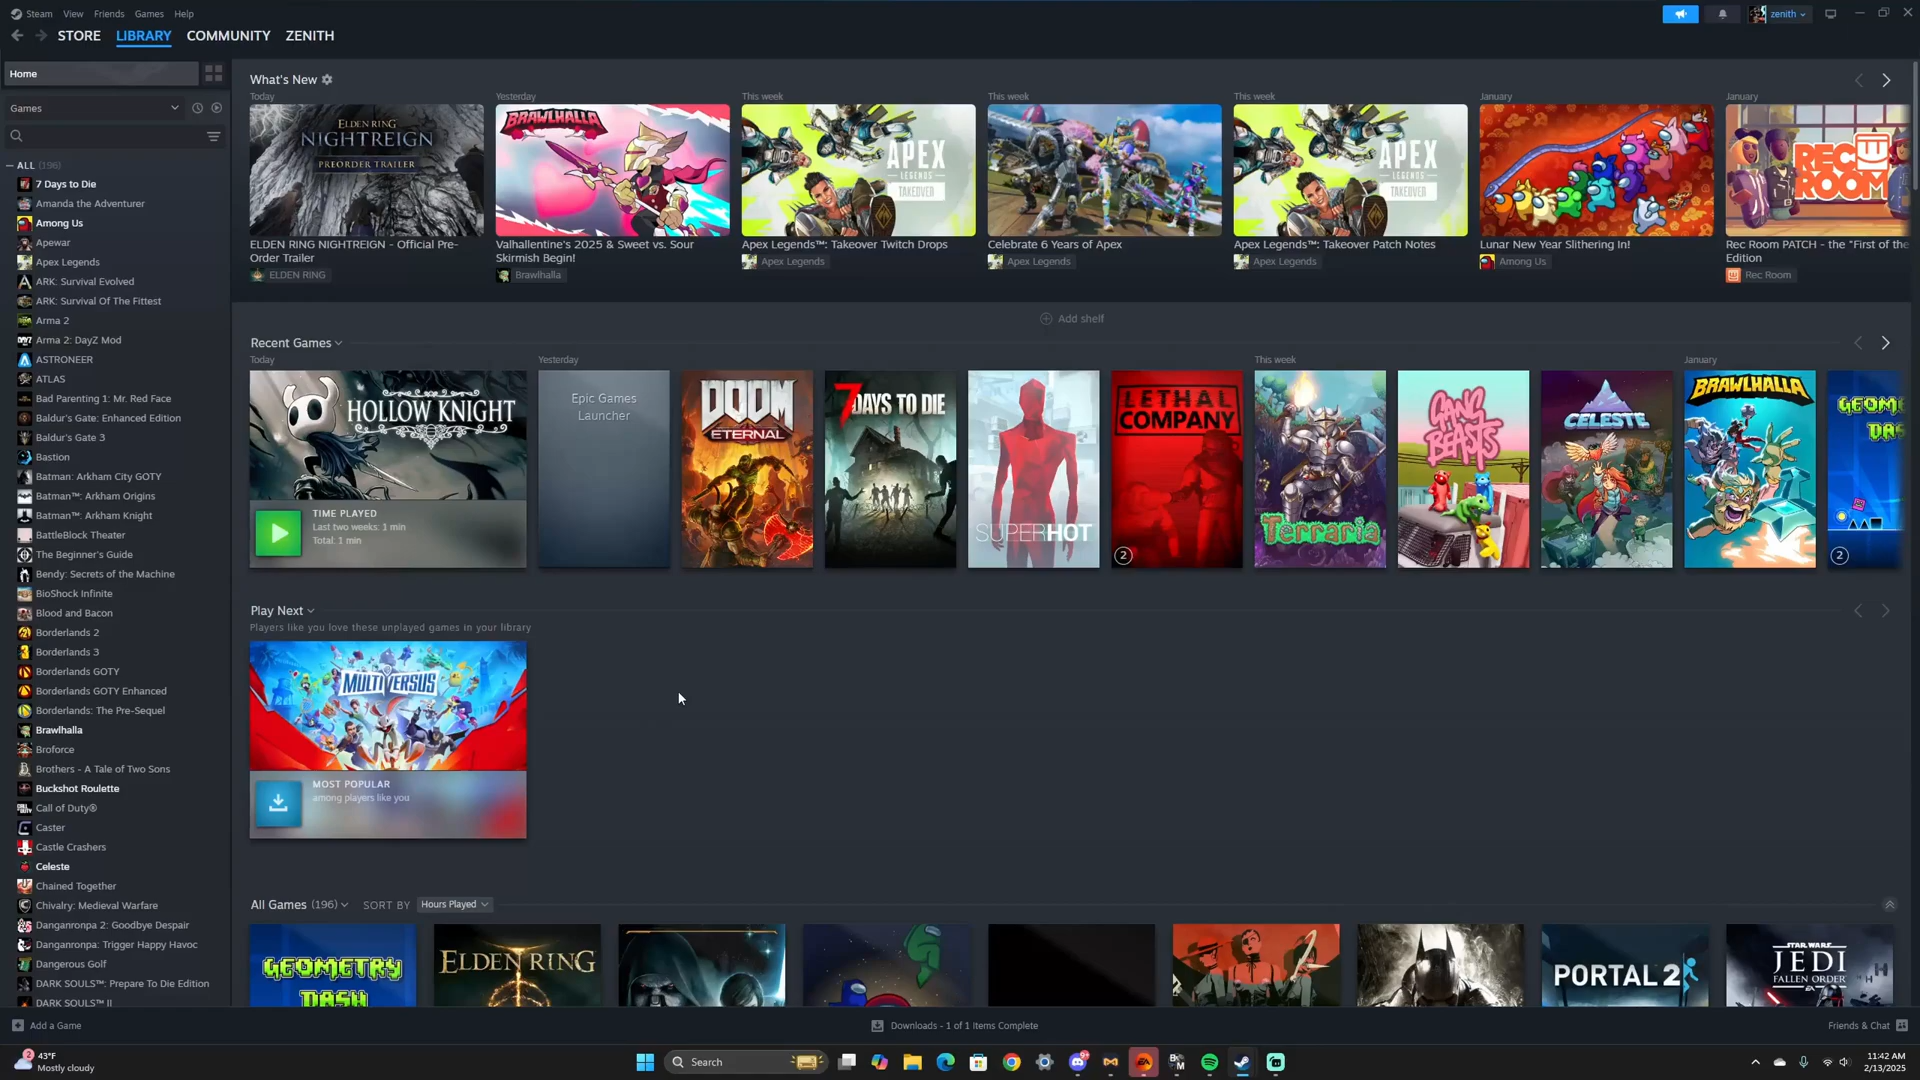 Steam View Friends Games Help
zenith
STORE LIBRARY COMMUNITY ZENITH
Home
Games
ALL (196)
7 Days to Die
Amanda the Adventurer
Among Us
Apewar
Apex Legends
ARK: Survival Evolved
ARK: Survival Of The Fittest
Arma 2
Arma 2: DayZ Mod
ASTRONEER
ATLAS
Bad Parenting 1: Mr. Red Face
Baldur's Gate: Enhanced Edition
Baldur's Gate 3
Bastion
Batman: Arkham City GOTY
Batman™: Arkham Origins
Batman™: Arkham Knight
BattleBlock Theater
The Beginner's Guide
Bendy: Secrets of the Machine
BioShock Infinite
Blood and Bacon
Borderlands 2
Borderlands 3
Borderlands GOTY
Borderlands GOTY Enhanced
Borderlands: The Pre-Sequel
Brawlhalla
Broforce
Brothers - A Tale of Two Sons
Buckshot Roulette
Call of Duty®
Caster
Castle Crashers
Celeste
Chained Together
Chivalry: Medieval Warfare
Danganronpa 2: Goodbye Despair
Danganronpa: Trigger Happy Havoc
Dangerous Golf
DARK SOULS™: Prepare To Die Edition
DARK SOULS™ II
What's New
Today
ELDEN RING
NIGHTREIGN
PREORDER TRAILER
ELDEN RING NIGHTREIGN - Official Pre-
Order Trailer
ELDEN RING
Yesterday
BRAWLHALLA
Valhallentine's 2025 & Sweet vs. Sour
Skirmish Begin!
Brawlhalla
This week
APEX
LEGENDS
TAKEOVER
Apex Legends™: Takeover Twitch Drops
Apex Legends
This week
Celebrate 6 Years of Apex
Apex Legends
This week
APEX
LEGENDS
TAKEOVER
Apex Legends™: Takeover Patch Notes
Apex Legends
January
Lunar New Year Slithering In!
Among Us
January
REC
ROOM
Rec Room PATCH - the "First of the
Edition
Rec Room
Add shelf
Recent Games
Today
HOLLOW KNIGHT
TIME PLAYED
Last two weeks: 1 min
Total: 1 min
Yesterday
Epic Games
Launcher
DOOM
ETERNAL
7 DAYS TO DIE
SUPERHOT
LETHAL
COMPANY
2
This week
Terraria
GANG
BEASTS
CELESTE
January
BRAWLHALLA
GEOME
DAS
2
Play Next
Players like you love these unplayed games in your library
MULTIVERSUS
MOST POPULAR
among players like you
All Games (196) SORT BY Hours Played
GEOMETRY
DASH
ELDEN RING
PORTAL 2
STAR WARS
JEDI
FALLEN ORDER
EA
Add a Game
Downloads - 1 of 1 Items Complete
Friends & Chat
2
43°F
Mostly cloudy
Search
9+
11:42 AM
2/13/2025